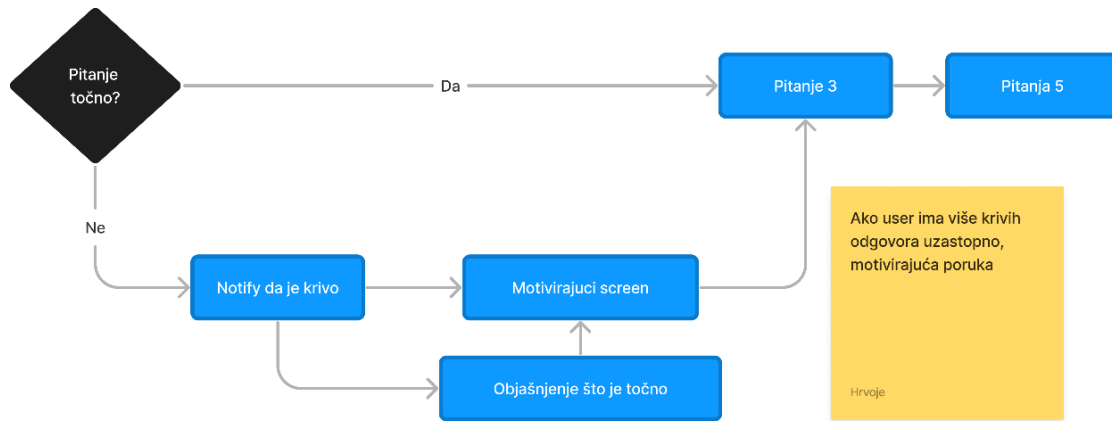 Pitanje
točno?
Da
Pitanje 3
Pitanja 5
Ne
Ako user ima više krivih
odgovora uzastopno,
motivirajuća poruka
Notify da je krivo
Motivirajuci screen
Objašnjenje što je točno
Hrvoje